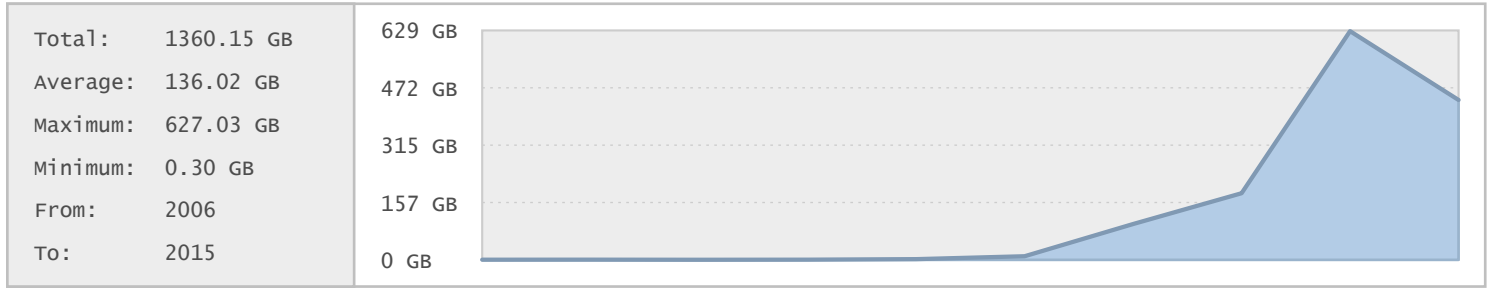 Total: 1360.15 GB
Average: 136.02 GB
Maximum: 627.03 GB
Minimum: 0.30 GB
From: 2006
To: 2015
629 GB
472 GB
315 GB
157 GB
0 GB